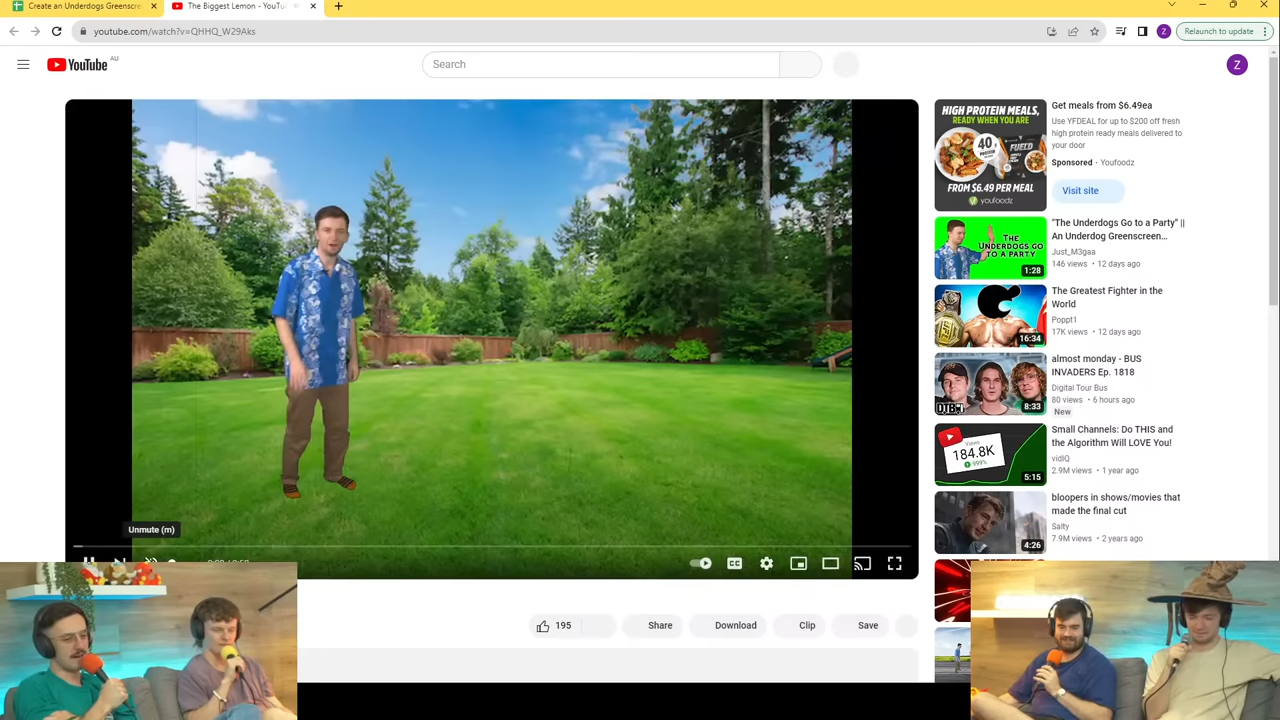 Create an Underdogs Greenscreen
The Biggest Lemon - YouTu
youtube.com/watch?v=QHHQ_W29Aks
Relaunch to update
YouTube
AU
Search
Z
Z
HIGH PROTEIN MEALS,
READY WHEN YOU ARE
40
FUELD
FROM $6.49 PER MEAL
youfoodz
Get meals from $6.49ea
Use YFDEAL for up to $200 off fresh
high protein ready meals delivered to
your door
Sponsored · Youfoodz
Visit site
THE
UNDERDOGS
GO
TO A PARTY
1:28
"The Underdogs Go to a Party" ||
An Underdog Greenscreen...
Just_M3gaa
146 views • 12 days ago
16:34
The Greatest Fighter in the
World
Poppt1
17K views • 12 days ago
8:33
almost monday - BUS
INVADERS Ep. 1818
Digital Tour Bus
80 views • 6 hours ago
New
Views
184.8K
999%
5:15
Small Channels: Do THIS and
the Algorithm Will LOVE You!
vidIQ
2.9M views • 1 year ago
4:26
bloopers in shows/movies that
made the final cut
Salty
7.9M views • 2 years ago
Unmute (m)
CC
195
Share
Download
Clip
Save